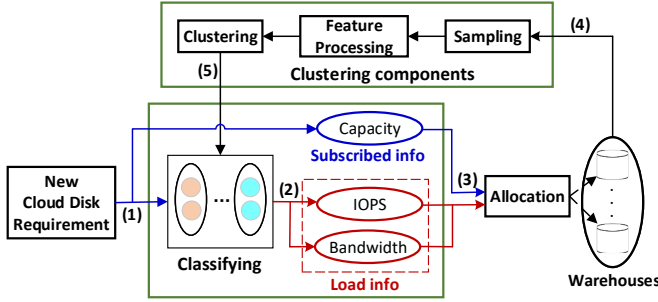 Clustering
Feature
Processing
Sampling
(4)
(5)
Clustering components
Capacity
Subscribed info
New
Cloud Disk
Requirement
(1)
...
(2)
(3)
IOPS
Allocation
Bandwidth
Classifying
Load info
Warehouses